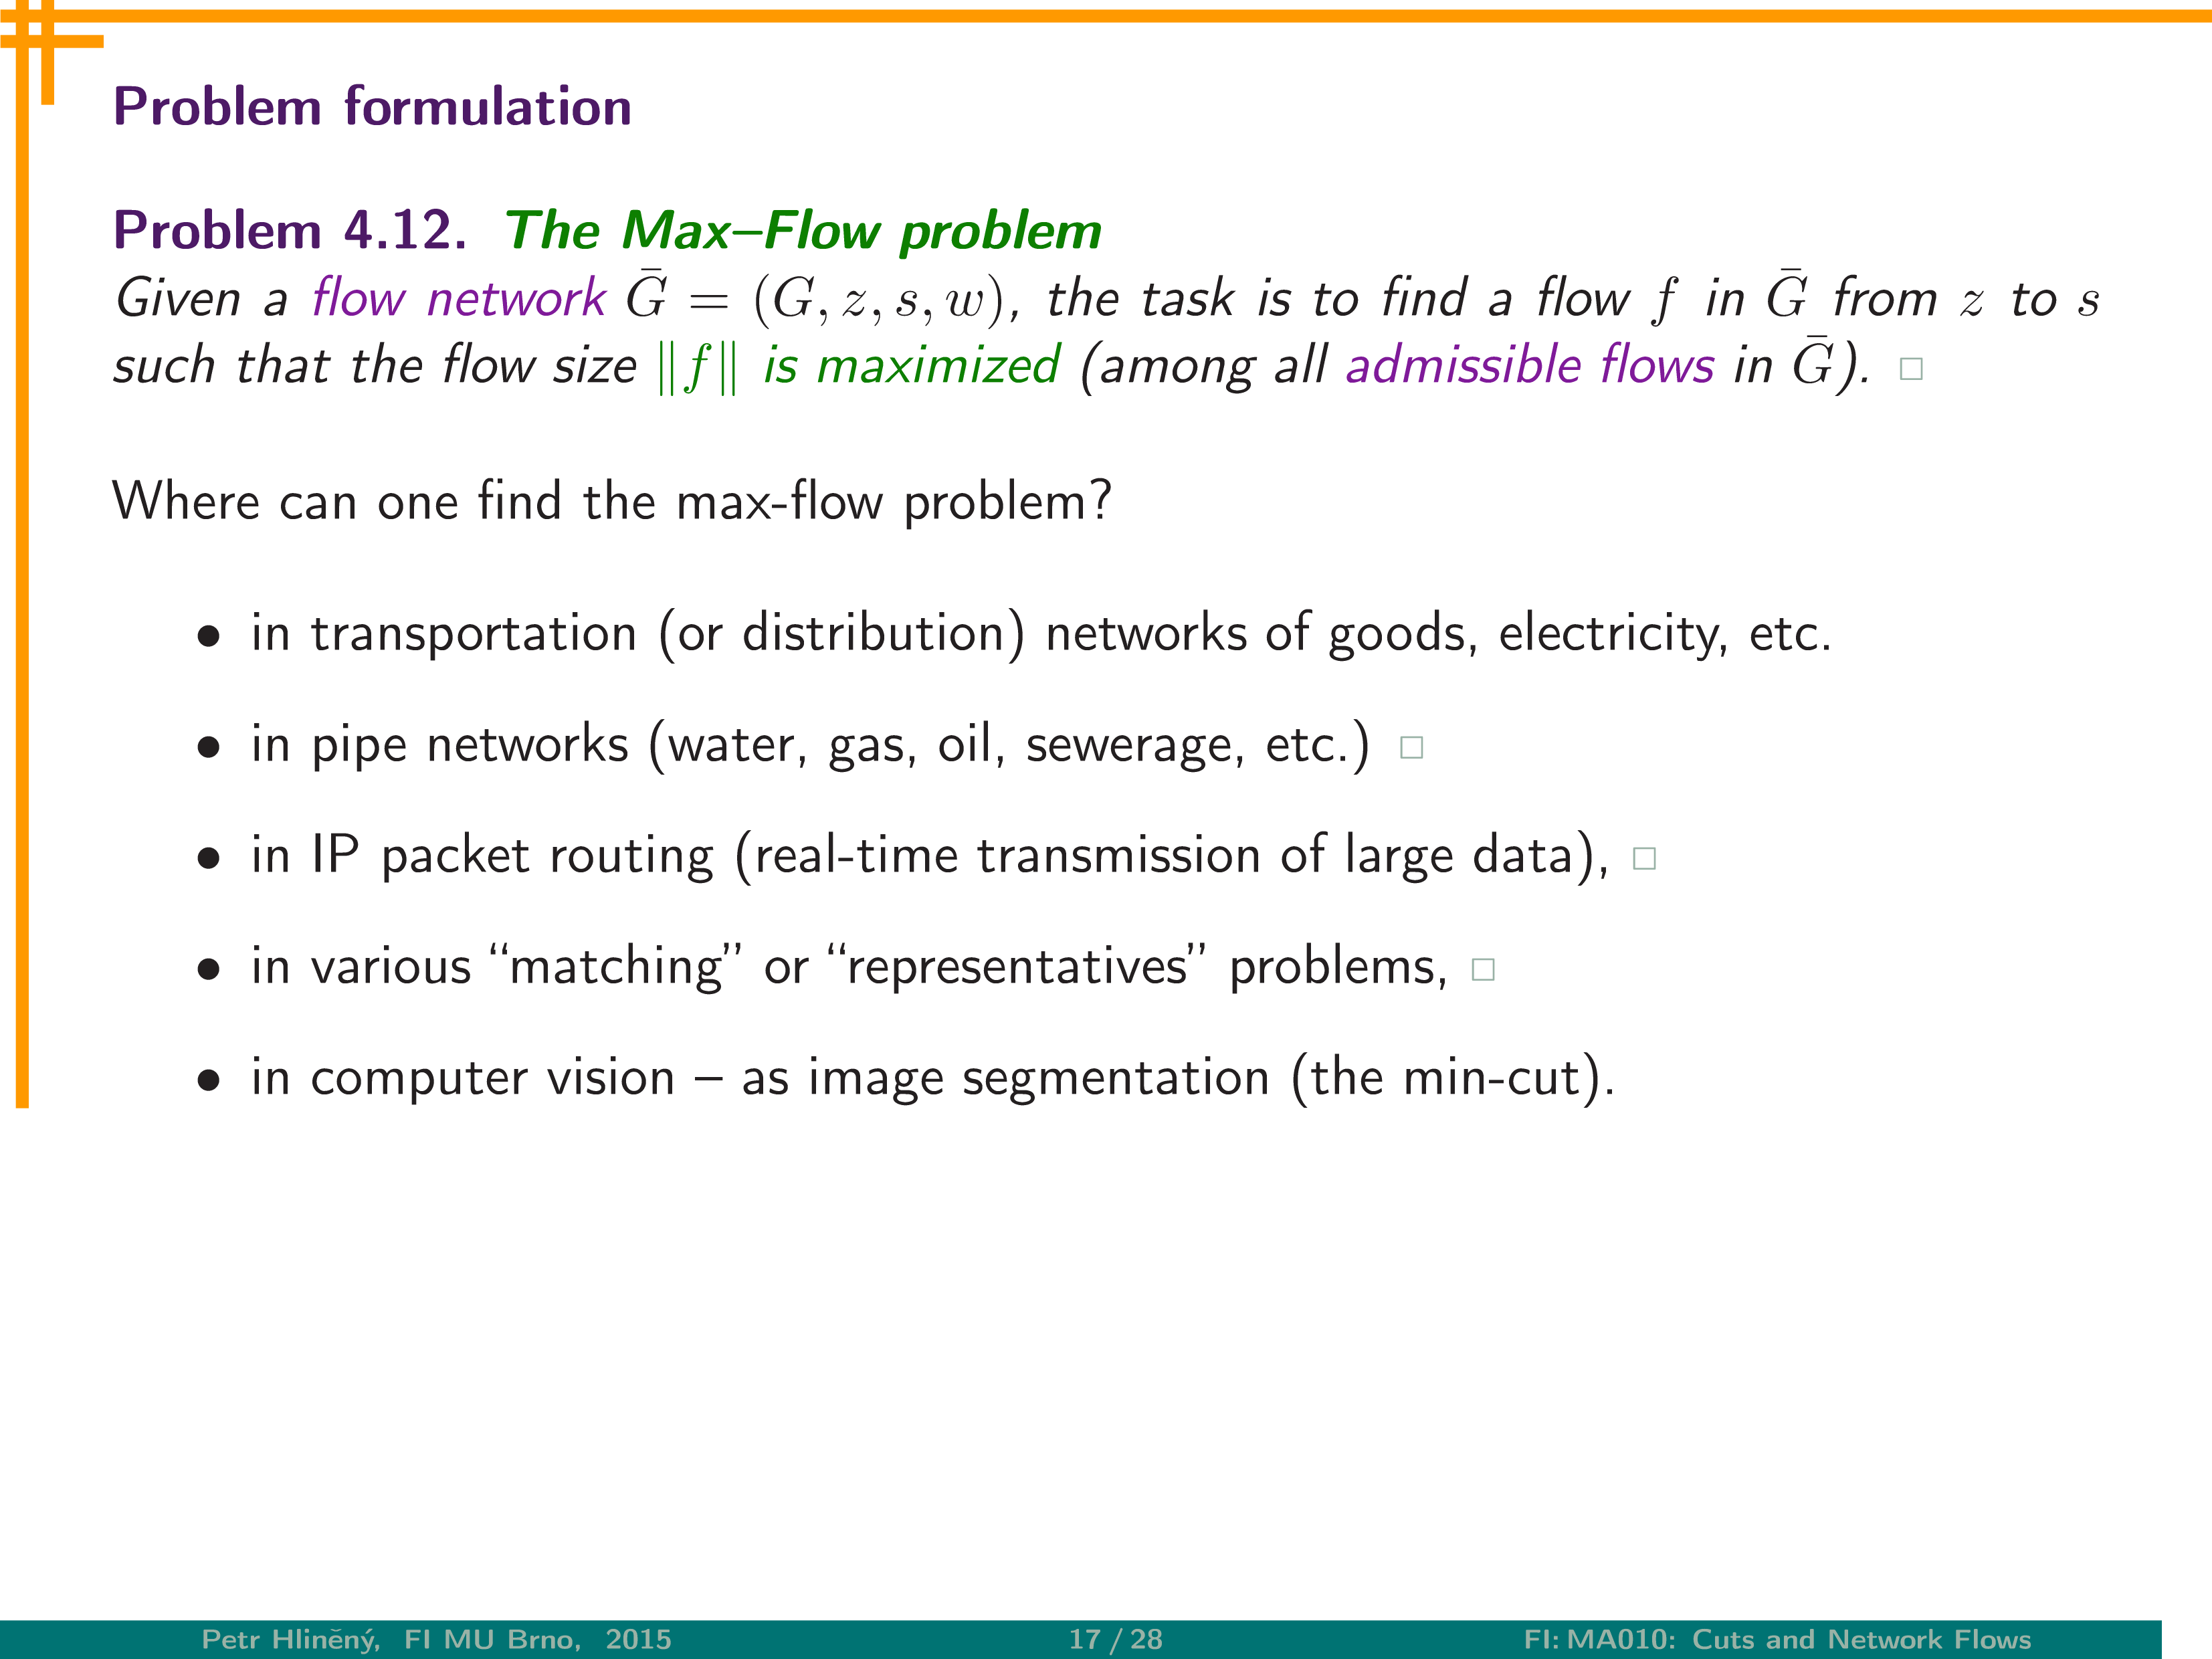 Problem formulation
Problem 4.12. The Max–Flow problem
Given a flow network Ḡ = (G, z, s, w), the task is to find a flow f in Ḡ from z to s
such that the flow size ‖f‖ is maximized (among all admissible flows in Ḡ). □
Where can one find the max-flow problem?
• in transportation (or distribution) networks of goods, electricity, etc.
• in pipe networks (water, gas, oil, sewerage, etc.) □
• in IP packet routing (real-time transmission of large data), □
• in various “matching” or “representatives” problems, □
• in computer vision – as image segmentation (the min-cut).
Petr Hliněný, FI MU Brno, 2015 17 / 28 FI: MA010: Cuts and Network Flows